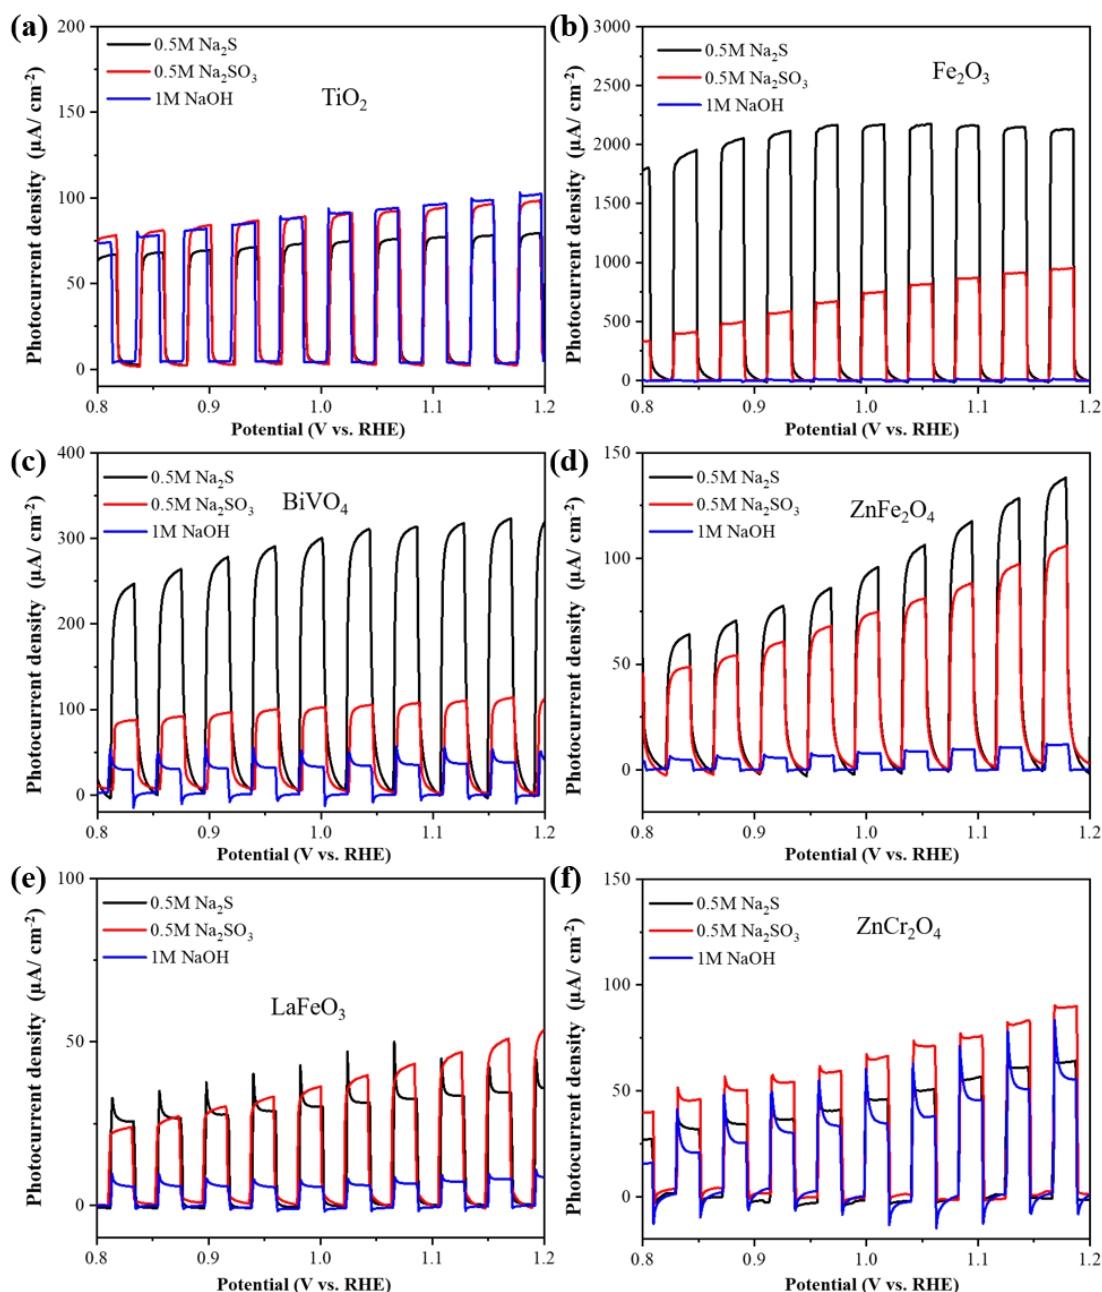 (a)
200
150
100
50
0
0.5M Na₂S
0.5M Na₂SO₃
1M NaOH
TiO₂
Photocurrent density (μA/ cm⁻²)
0.8 0.9 1.0 1.1 1.2
Potential (V vs. RHE)
(b)
3000
2500
2000
1500
1000
500
0
0.5M Na₂S
0.5M Na₂SO₃
1M NaOH
Fe₂O₃
Photocurrent density (μA/ cm⁻²)
0.8 0.9 1.0 1.1 1.2
Potential (V vs. RHE)
(c)
400
300
200
100
0
0.5M Na₂S
0.5M Na₂SO₃
1M NaOH
BiVO₄
Photocurrent density (μA/ cm⁻²)
0.8 0.9 1.0 1.1 1.2
Potential (V vs. RHE)
(d)
150
100
50
0
0.5M Na₂S
0.5M Na₂SO₃
1M NaOH
ZnFe₂O₄
Photocurrent density (μA/ cm⁻²)
0.8 0.9 1.0 1.1 1.2
Potential (V vs. RHE)
(e)
100
50
0
0.5M Na₂S
0.5M Na₂SO₃
1M NaOH
LaFeO₃
Photocurrent density (μA/ cm⁻²)
0.8 0.9 1.0 1.1 1.2
Potential (V vs. RHE)
(f)
150
100
50
0
0.5M Na₂S
0.5M Na₂SO₃
1M NaOH
ZnCr₂O₄
Photocurrent density (μA/ cm⁻²)
0.8 0.9 1.0 1.1 1.2
Potential (V vs. RHE)